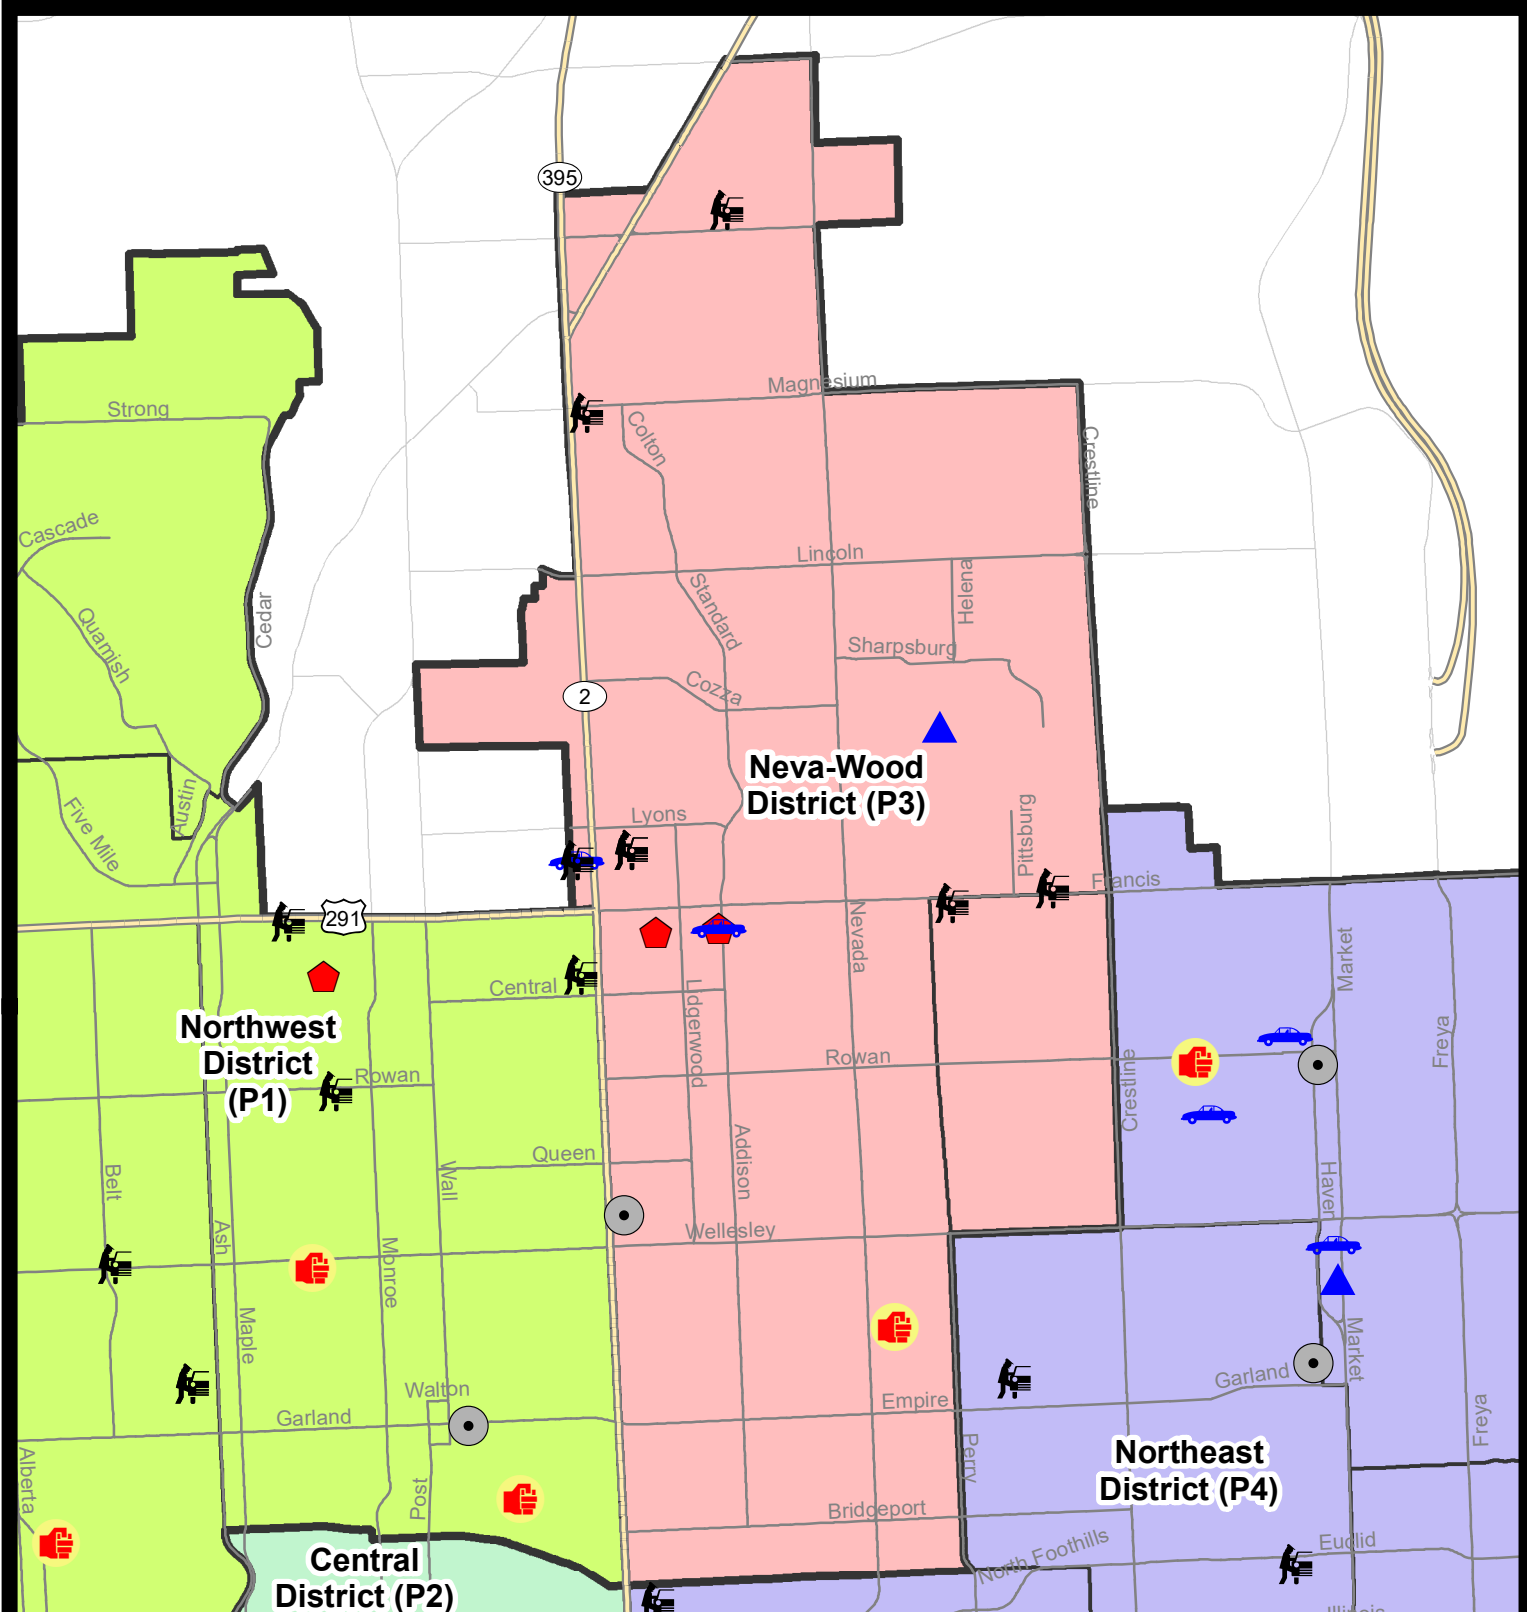 395
Magnesium
Strong
Colton
Crestline
Cascade
Lincoln
Helena
Standard
Cedar
Quamish
Sharpsburg
Cozza
2
Neva-Wood
District (P3)
Austin
Five Mile
Lyons
Pittsburg
Francis
291
Nevada
Market
Central
Lidgerwood
Northwest
District
(P1)
Freya
Rowan
Rowan
Crestline
Addison
Queen
Belt
Wall
Haven
Ash
Wellesley
Monroe
Maple
Market
Walton
Garland
Garland
Empire
Freya
Alberta
Post
Perry
Northeast
District (P4)
Bridgeport
North Foothills
Euclid
Central
District (P2)